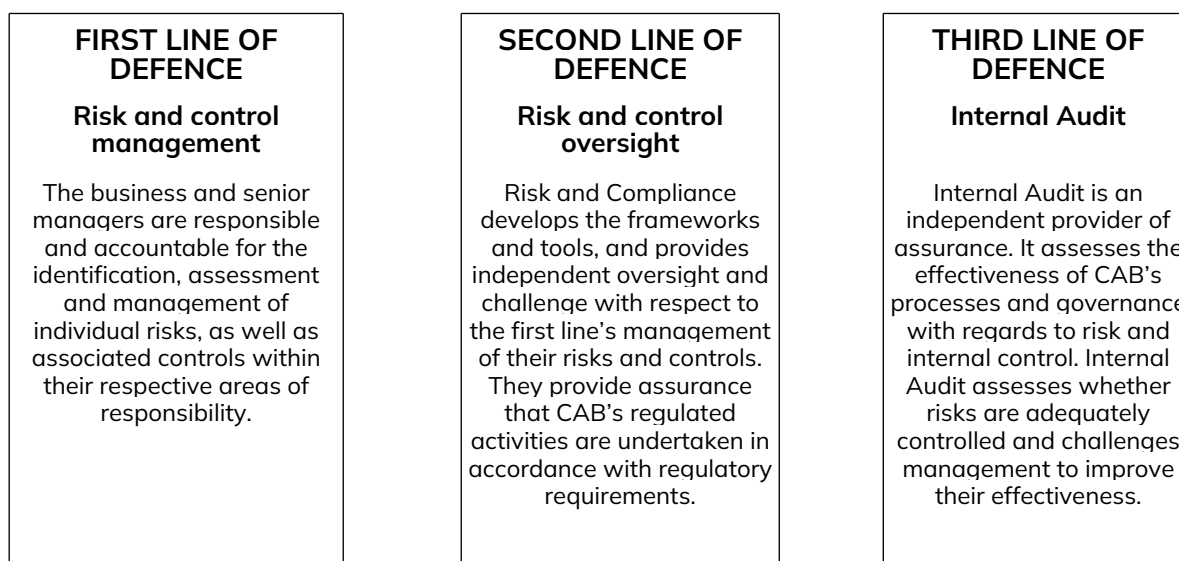 FIRST LINE OF
DEFENCE
Risk and control
management
The business and senior
managers are responsible
and accountable for the
identification, assessment
and management of
individual risks, as well as
associated controls within
their respective areas of
responsibility.
SECOND LINE OF
DEFENCE
Risk and control
oversight
Risk and Compliance
develops the frameworks
and tools, and provides
independent oversight and
challenge with respect to
the first line’s management
of their risks and controls.
They provide assurance
that CAB’s regulated
activities are undertaken in
accordance with regulatory
requirements.
THIRD LINE OF
DEFENCE
Internal Audit
Internal Audit is an
independent provider of
assurance. It assesses the
effectiveness of CAB’s
processes and governance
with regards to risk and
internal control. Internal
Audit assesses whether
risks are adequately
controlled and challenges
management to improve
their effectiveness.